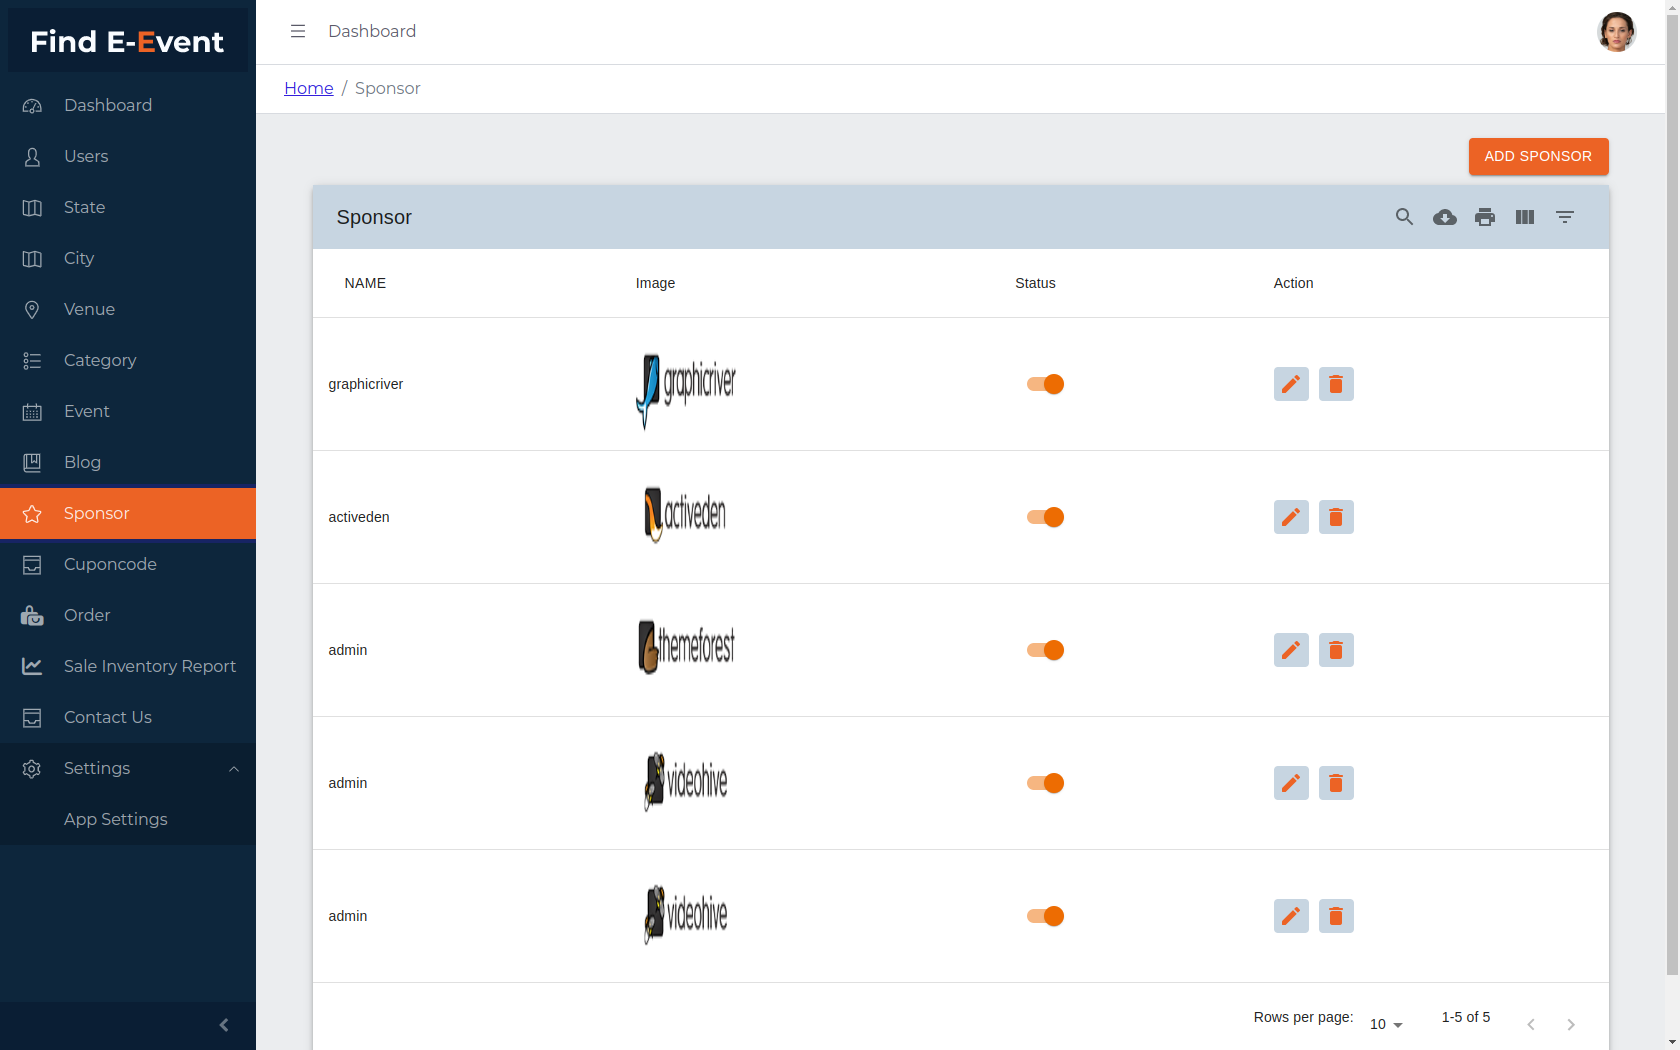 Find E-Event
Dashboard
Users
State
City
Venue
Category
Event
Blog
Sponsor
Cuponcode
Order
Sale Inventory Report
Contact Us
Settings
App Settings
Dashboard
Home / Sponsor
ADD SPONSOR
Sponsor
NAME Image Status Action
graphicriver graphicriver
activeden activeden
admin themeforest
admin videohive
admin videohive
Rows per page: 10 1-5 of 5